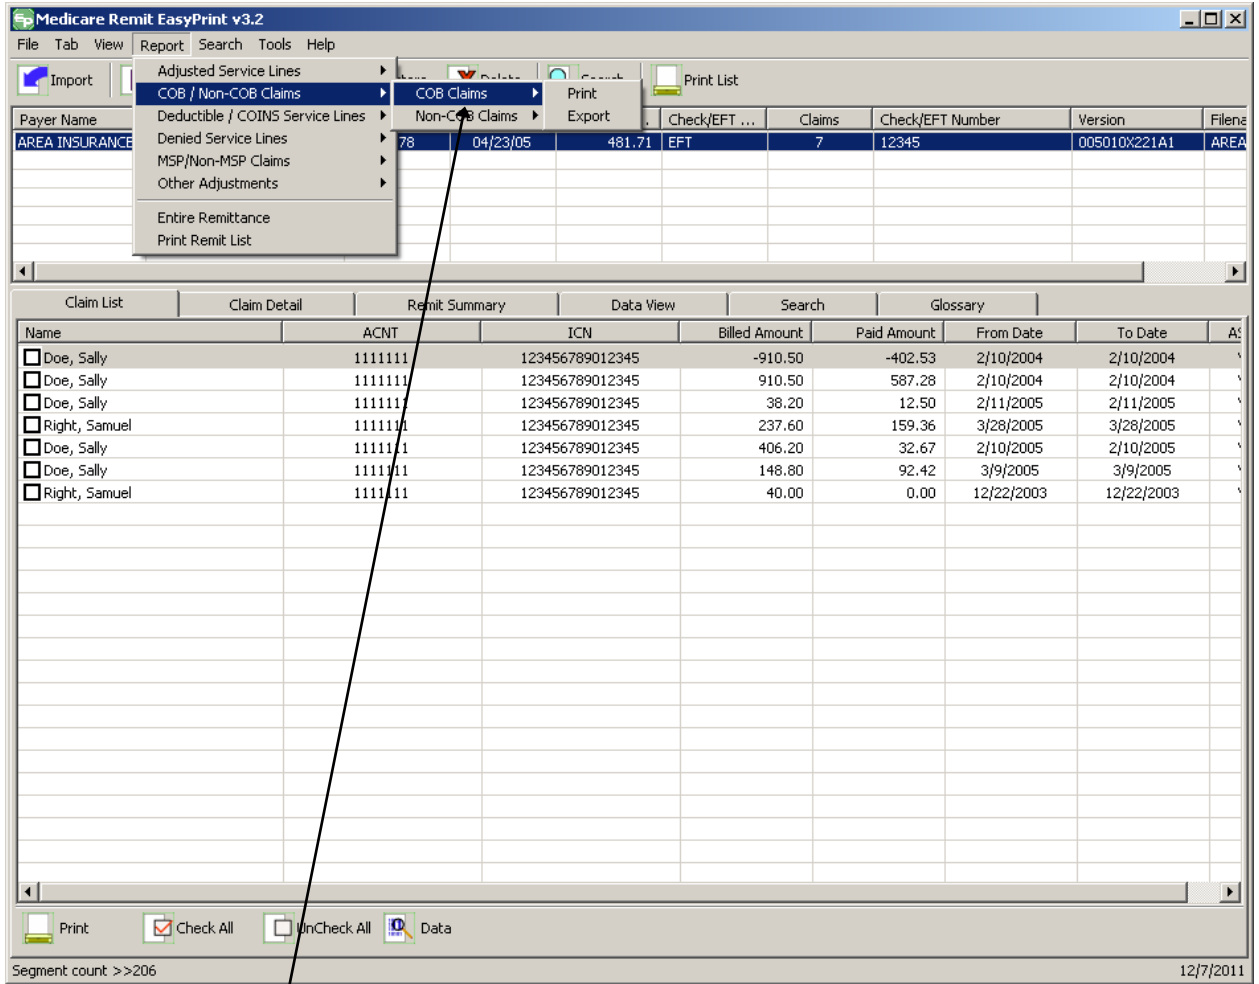 Medicare Remit EasyPrint v3.2
File Tab View Report Search Tools Help
Import Delete Search Print List
Adjusted Service Lines
COB / Non-COB Claims
Deductible / COINS Service Lines
Denied Service Lines
MSP/Non-MSP Claims
Other Adjustments
Entire Remittance
Print Remit List
COB Claims
Non-COB Claims
Print
Export
Payer Name Check/EFT ... Claims Check/EFT Number Version Filena
AREA INSURANCE 78 04/23/05 481.71 EFT 7 12345 005010X221A1 AREA
Claim List Claim Detail Remit Summary Data View Search Glossary
Name ACNT ICN Billed Amount Paid Amount From Date To Date AS
Doe, Sally 1111111 123456789012345 -910.50 -402.53 2/10/2004 2/10/2004
Doe, Sally 1111111 123456789012345 910.50 587.28 2/10/2004 2/10/2004
Doe, Sally 1111111 123456789012345 38.20 12.50 2/11/2005 2/11/2005
Right, Samuel 1111111 123456789012345 237.60 159.36 3/28/2005 3/28/2005
Doe, Sally 1111111 123456789012345 406.20 32.67 2/10/2005 2/10/2005
Doe, Sally 1111111 123456789012345 148.80 92.42 3/9/2005 3/9/2005
Right, Samuel 1111111 123456789012345 40.00 0.00 12/22/2003 12/22/2003
Print Check All UnCheck All Data
Segment count >>206 12/7/2011